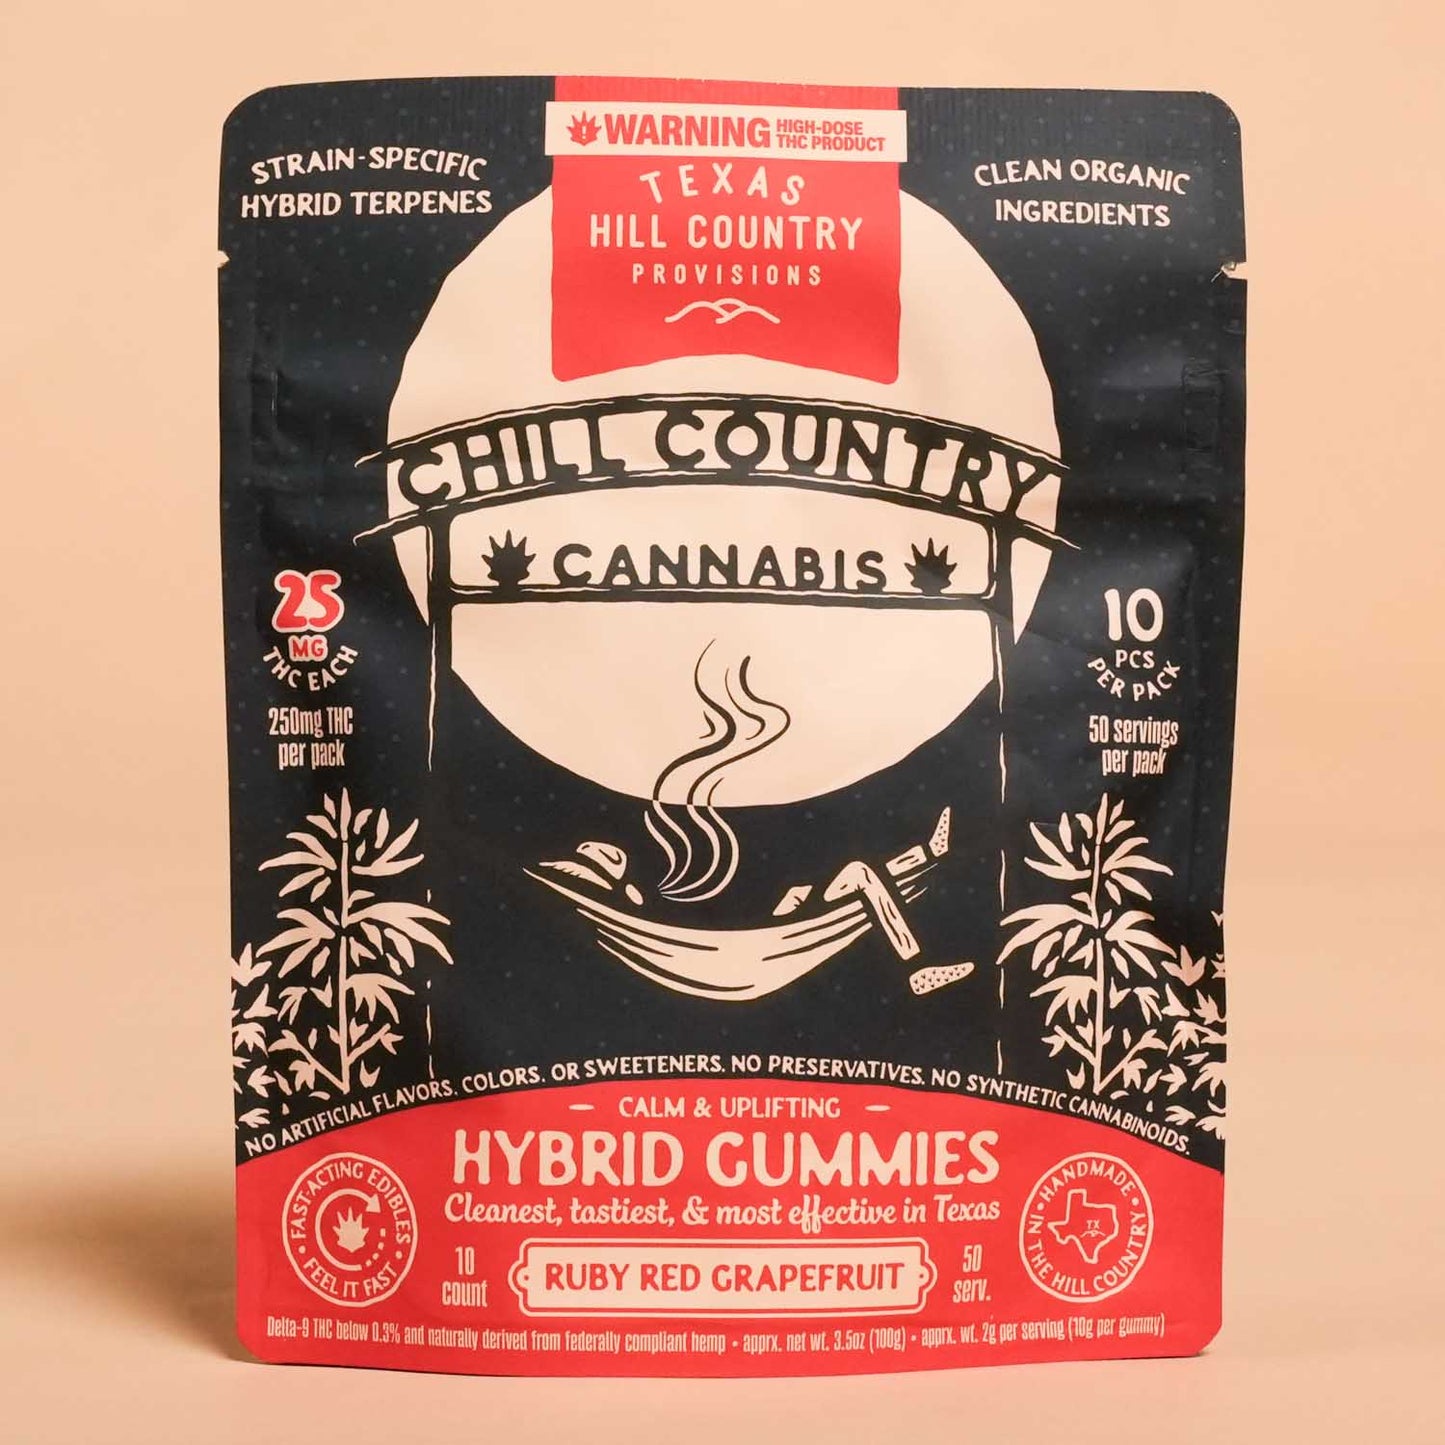 WARNING HIGH-DOSE
THC PRODUCT
STRAIN-SPECIFIC
HYBRID TERPENES
TEXAS
HILL COUNTRY
PROVISIONS
CLEAN ORGANIC
INGREDIENTS
CHILL COUNTRY
CANNABIS
25
MG
THC EACH
250mg THC
per pack
10
PCS
PER PACK
50 servings
per pack
NO ARTIFICIAL FLAVORS, COLORS, OR SWEETENERS. NO PRESERVATIVES. NO SYNTHETIC CANNABINOIDS.
CALM & UPLIFTING
HYBRID GUMMIES
Cleanest, tastiest, & most effective in Texas
FAST-ACTING EDIBLES
• FEEL IT FAST •
10
count
RUBY RED GRAPEFRUIT
50
serv.
• HANDMADE •
IN THE HILL COUNTRY
TX
Delta-9 THC below 0.3% and naturally derived from federally compliant hemp • apprx. net wt. 3.5oz (100g) • apprx. wt. 2g per serving (10g per gummy)